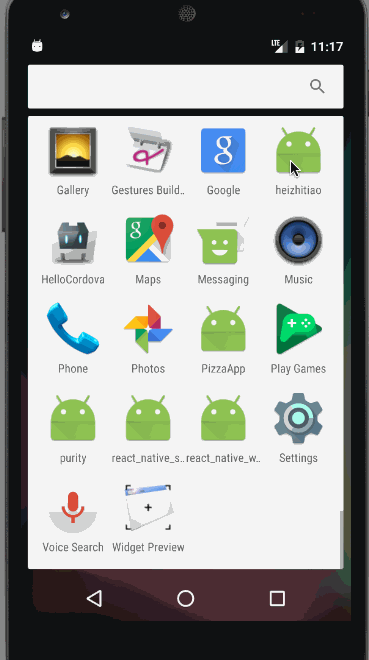 LTE 11:17
Gallery Gestures Build.. Google heizhitiao
HelloCordova Maps Messaging Music
Phone Photos PizzaApp Play Games
purity react_native_s.. react_native_w.. Settings
Voice Search Widget Preview